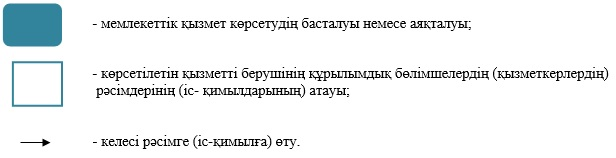 - мемлекеттік қызмет көрсетудің басталуы немесе аяқталуы;
- көрсетілетін қызметті берушінің құрылымдық бөлімшелердің (қызметкерлердің)
рәсімдерінің (іс- қимылдарының) атауы;
- келесі рәсімге (іс-қимылға) өту.